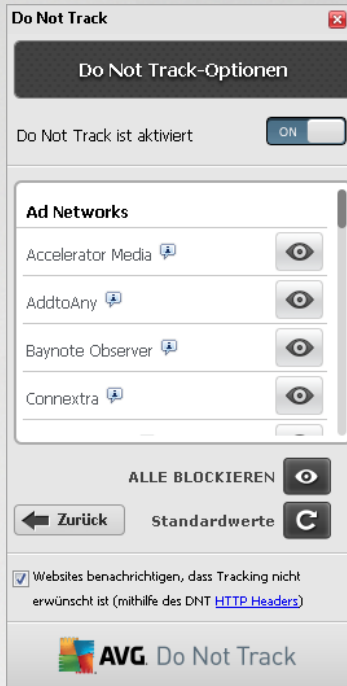 Do Not Track
Do Not Track-Optionen
Do Not Track ist aktiviert
ON
Ad Networks
Accelerator Media
AddtoAny
Baynote Observer
Connextra
ALLE BLOCKIEREN
Zurück
Standardwerte
Websites benachrichtigen, dass Tracking nicht
erwünscht ist (mithilfe des DNT HTTP Headers)
AVG. Do Not Track